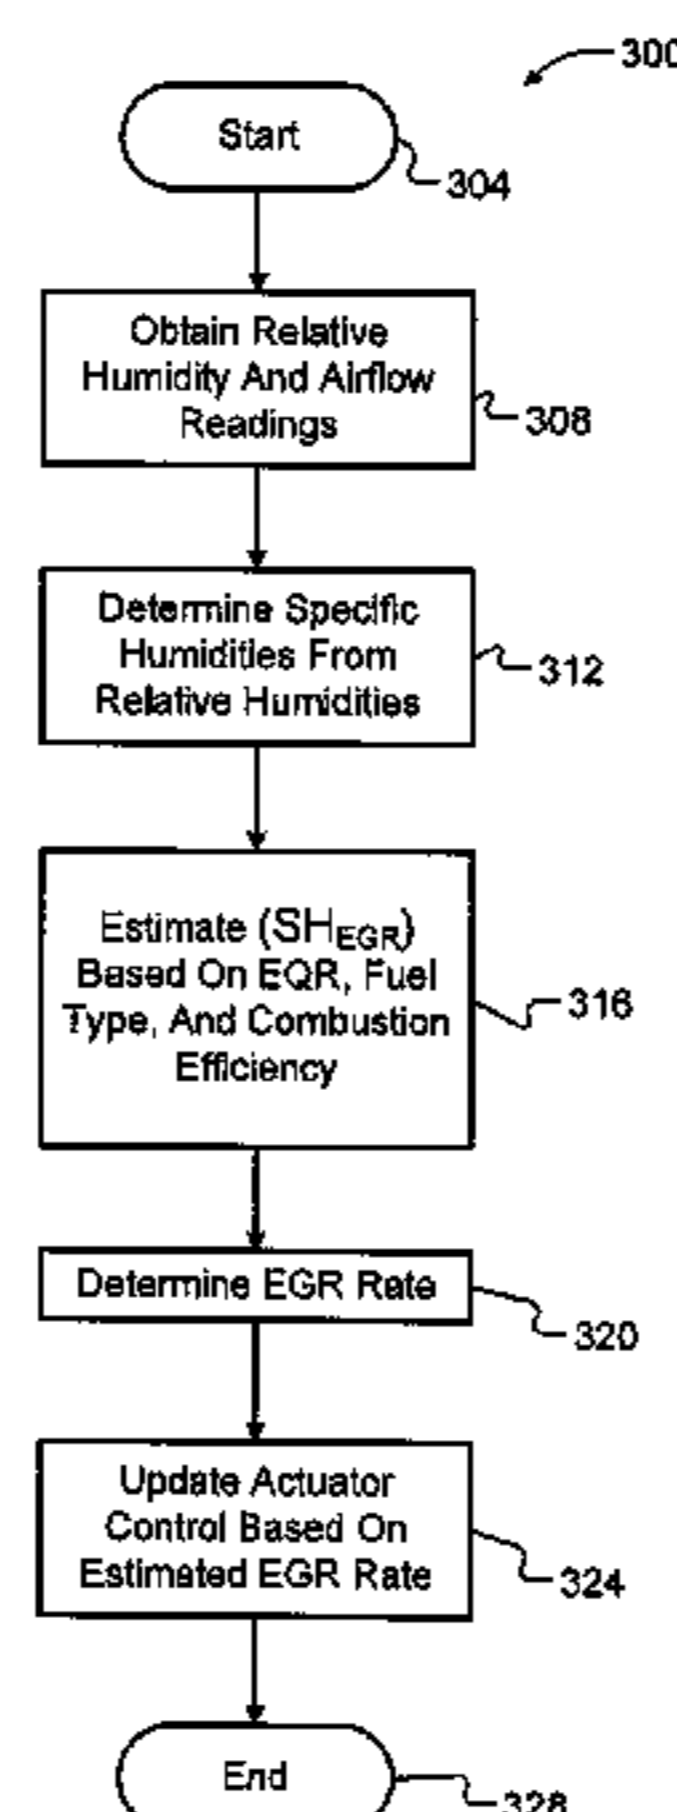 300
Start
304
Obtain Relative
Humidity And Airflow
Readings
308
Determine Specific
Humidities From
Relative Humidities
312
Estimate (SHEGR)
Based On EQR, Fuel
Type, And Combustion
Efficiency
316
Determine EGR Rate
320
Update Actuator
Control Based On
Estimated EGR Rate
324
End
328